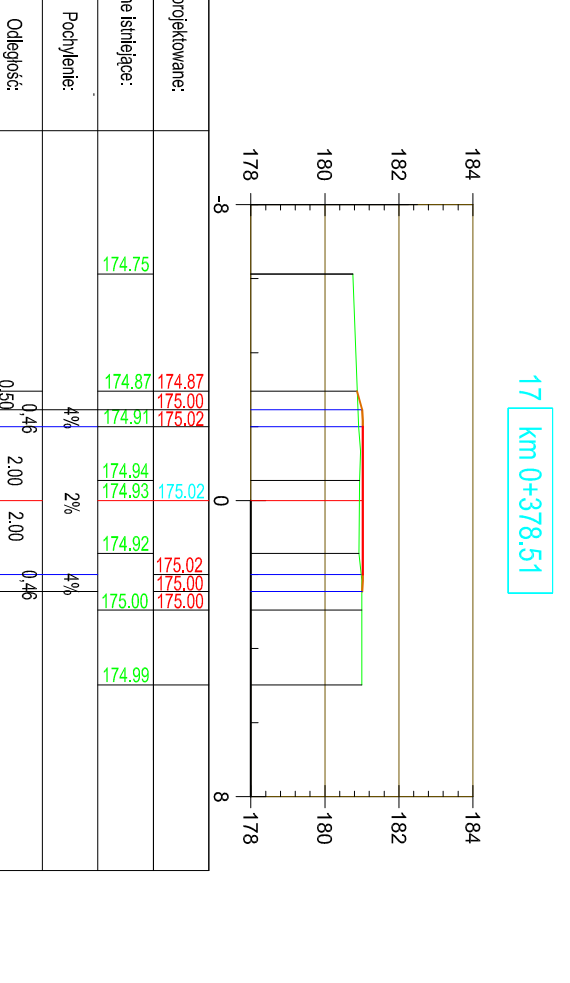 17 km 0+378.51
184 182 180 178
184 182 180 178
-8 0 8
projektowane: 174.87 175.00 175.02 175.02 175.02 175.00 175.00
ne istniejące: 174.75 174.87 174.91 174.94 174.93 174.92 175.00 174.99
Pochylenie: 4% 2% 4%
Odległość: 0.50 0,46 2.00 2.00 0,46